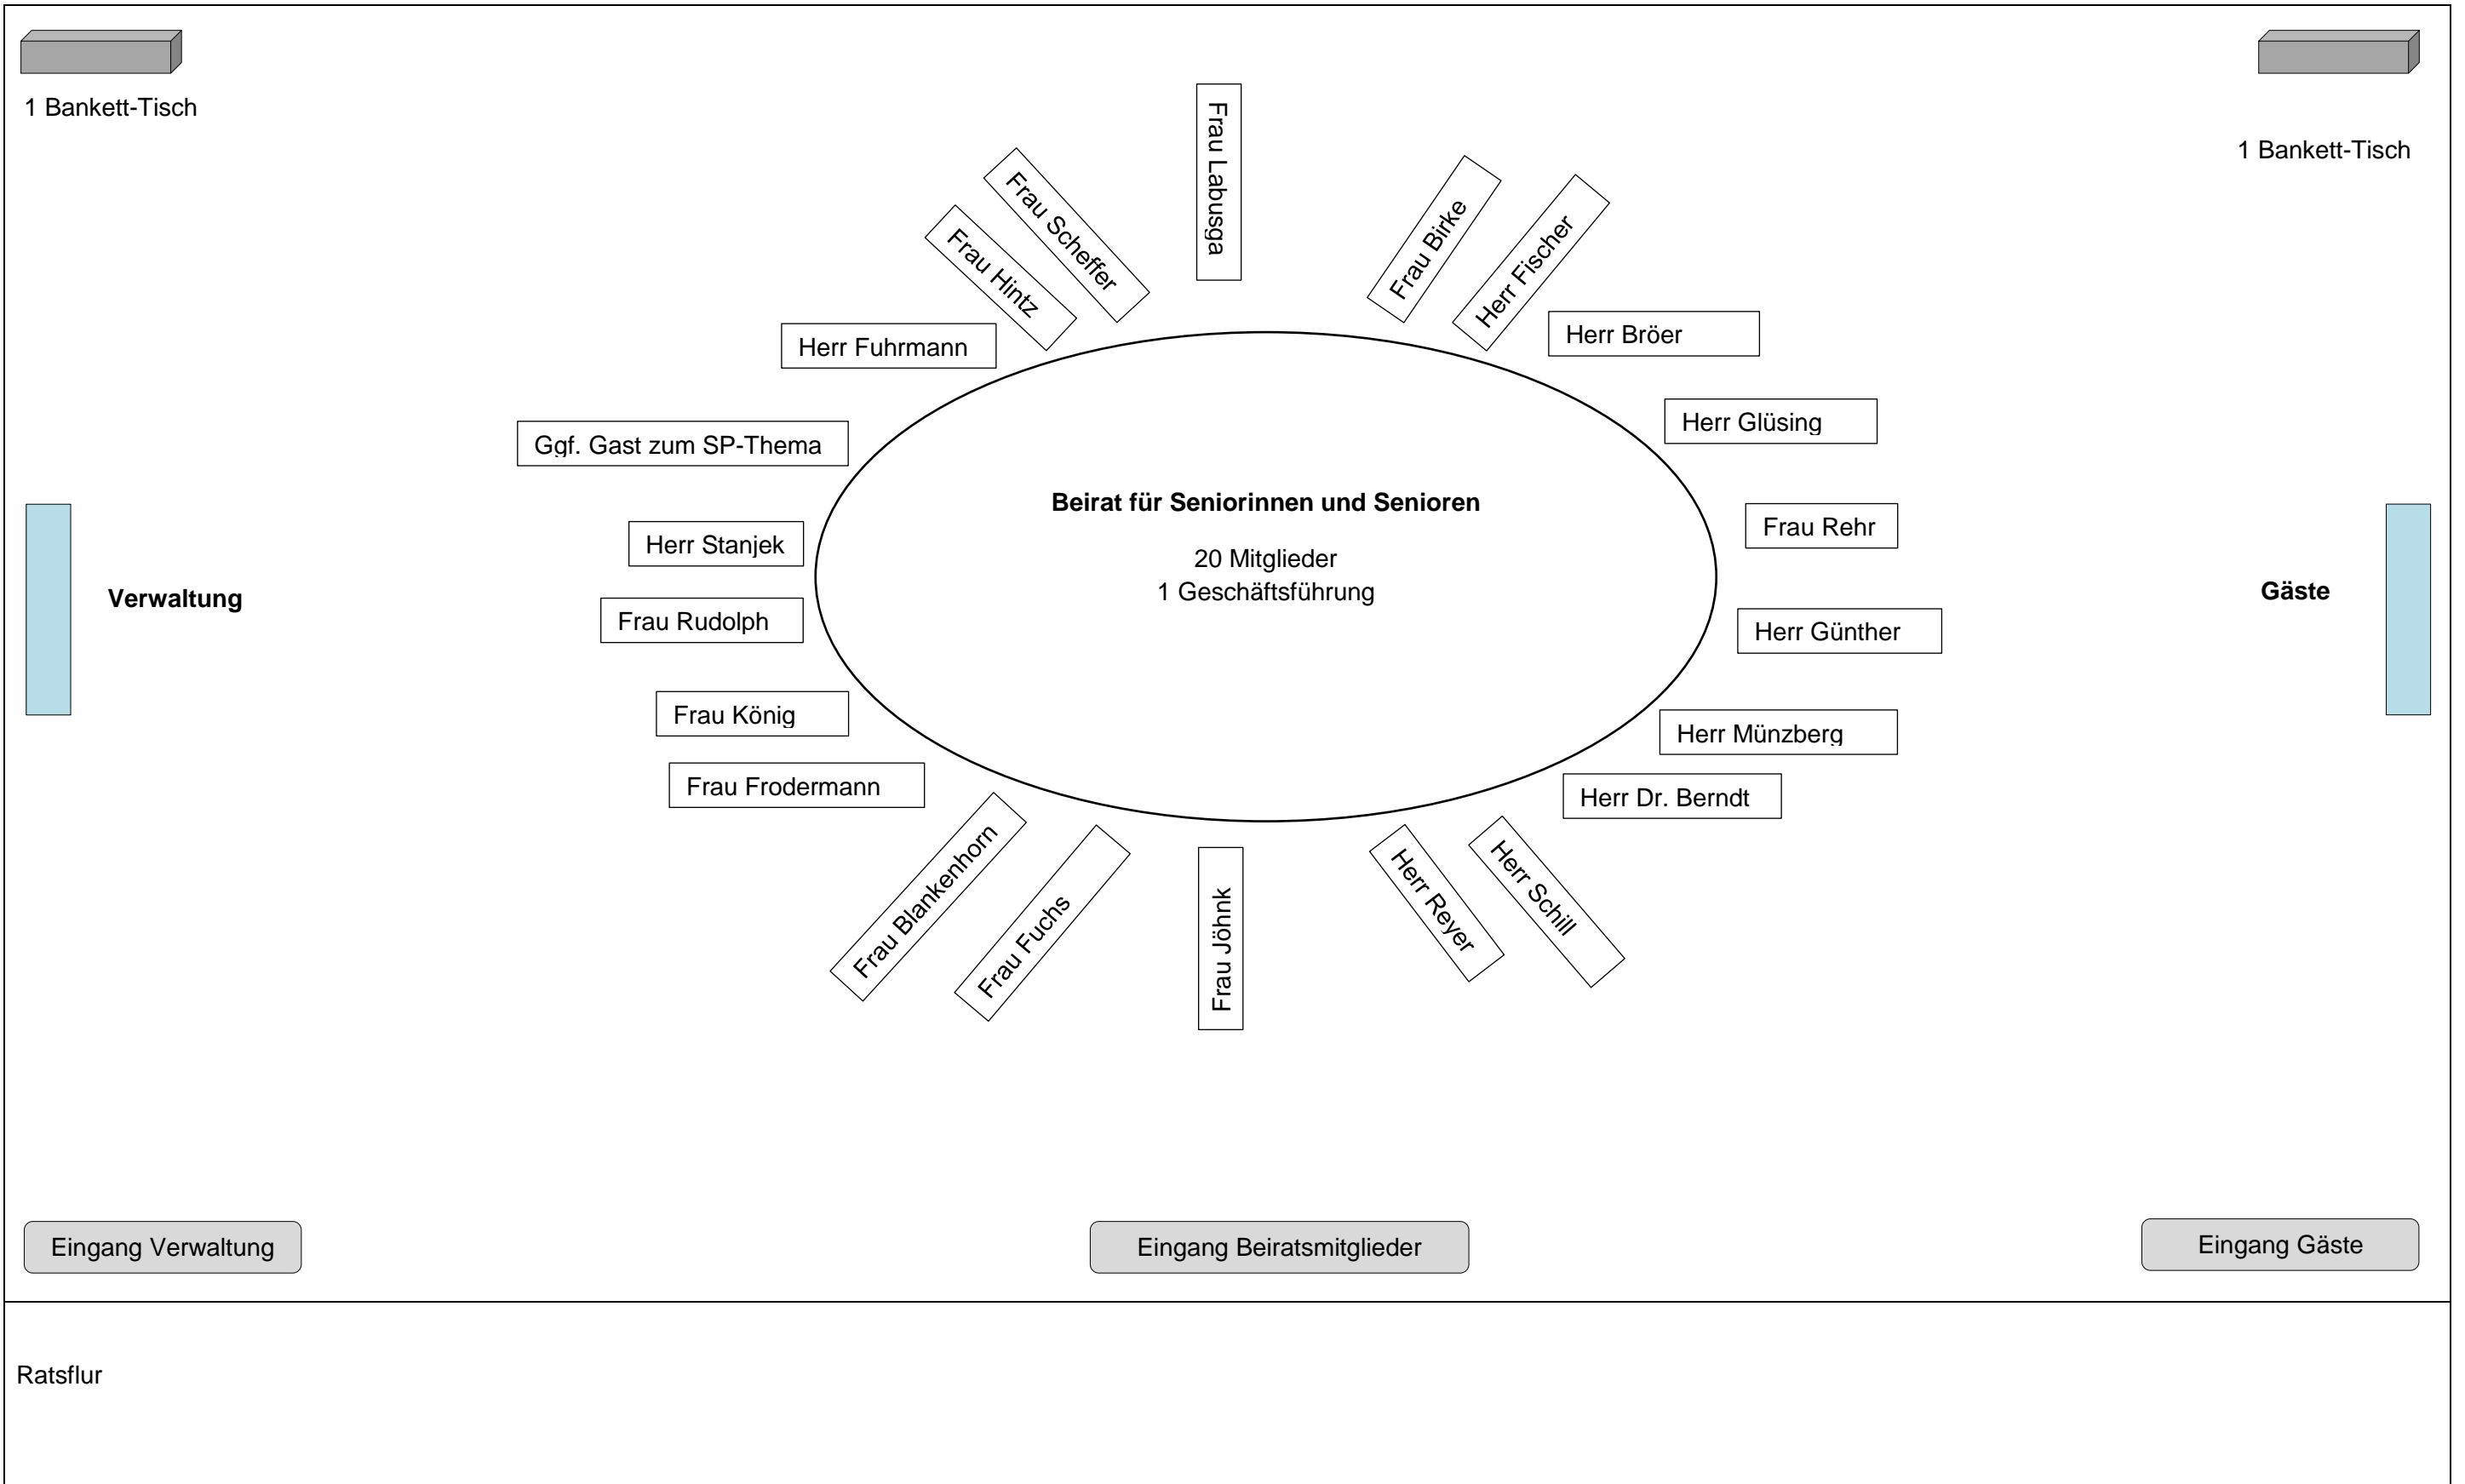 1 Bankett-Tisch
1 Bankett-Tisch
Frau Labusga
Frau Scheffer
Frau Birke
Herr Fischer
Frau Hintz
Herr Fuhrmann
Herr Bröer
Herr Glüsing
Ggf. Gast zum SP-Thema
Beirat für Seniorinnen und Senioren
Frau Rehr
Herr Stanjek
20 Mitglieder
1 Geschäftsführung
Verwaltung
Gäste
Frau Rudolph
Herr Günther
Frau König
Herr Münzberg
Frau Frodermann
Herr Dr. Berndt
Frau Blankenhorn
Frau Fuchs
Frau Jöhnk
Herr Reyer
Herr Schill
Eingang Verwaltung
Eingang Beiratsmitglieder
Eingang Gäste
Ratsflur